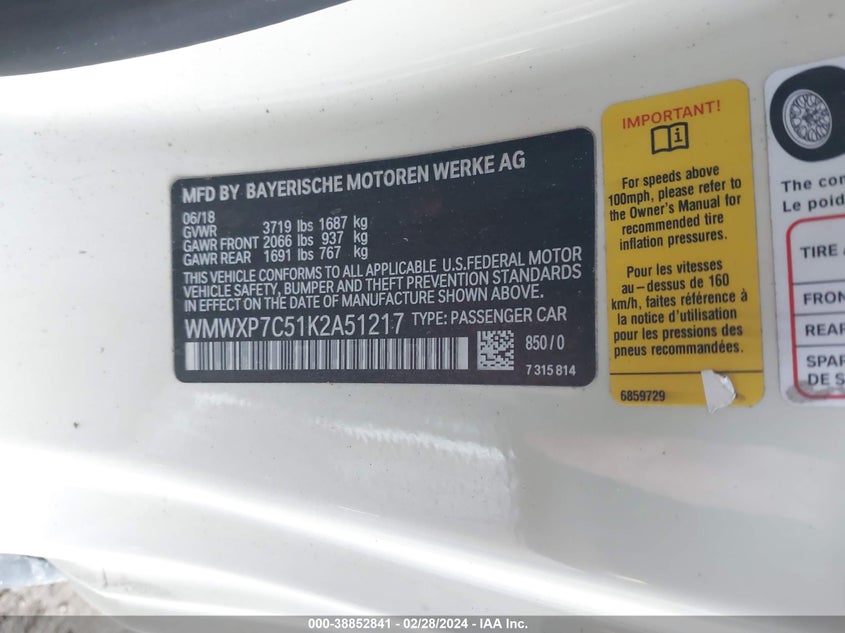 MFD BY BAYERISCHE MOTOREN WERKE AG
06/18
GVWR 3719 lbs 1687 kg
GAWR FRONT 2066 lbs 937 kg
GAWR REAR 1691 lbs 767 kg
THIS VEHICLE CONFORMS TO ALL APPLICABLE U.S.FEDERAL MOTOR
VEHICLE SAFETY, BUMPER AND THEFT PREVENTION STANDARDS
IN EFFECT ON THE DATE OF MANUFACTURE SHOWN ABOVE.
WMWXP7C51K2A51217 TYPE: PASSENGER CAR
850/0
7 315 814
IMPORTANT!
For speeds above
100mph, please refer to
the Owner's Manual for
recommended tire
inflation pressures.
Pour les vitesses
au-dessus de 160
km/h, faites référence à
la notice d'utilisation
pour les pressions de
pneus recommandées.
6859729
The com
Le poid
TIRE
FRON
REAR
SPAR
DE S
000-38852841 - 02/28/2024 - IAA Inc.